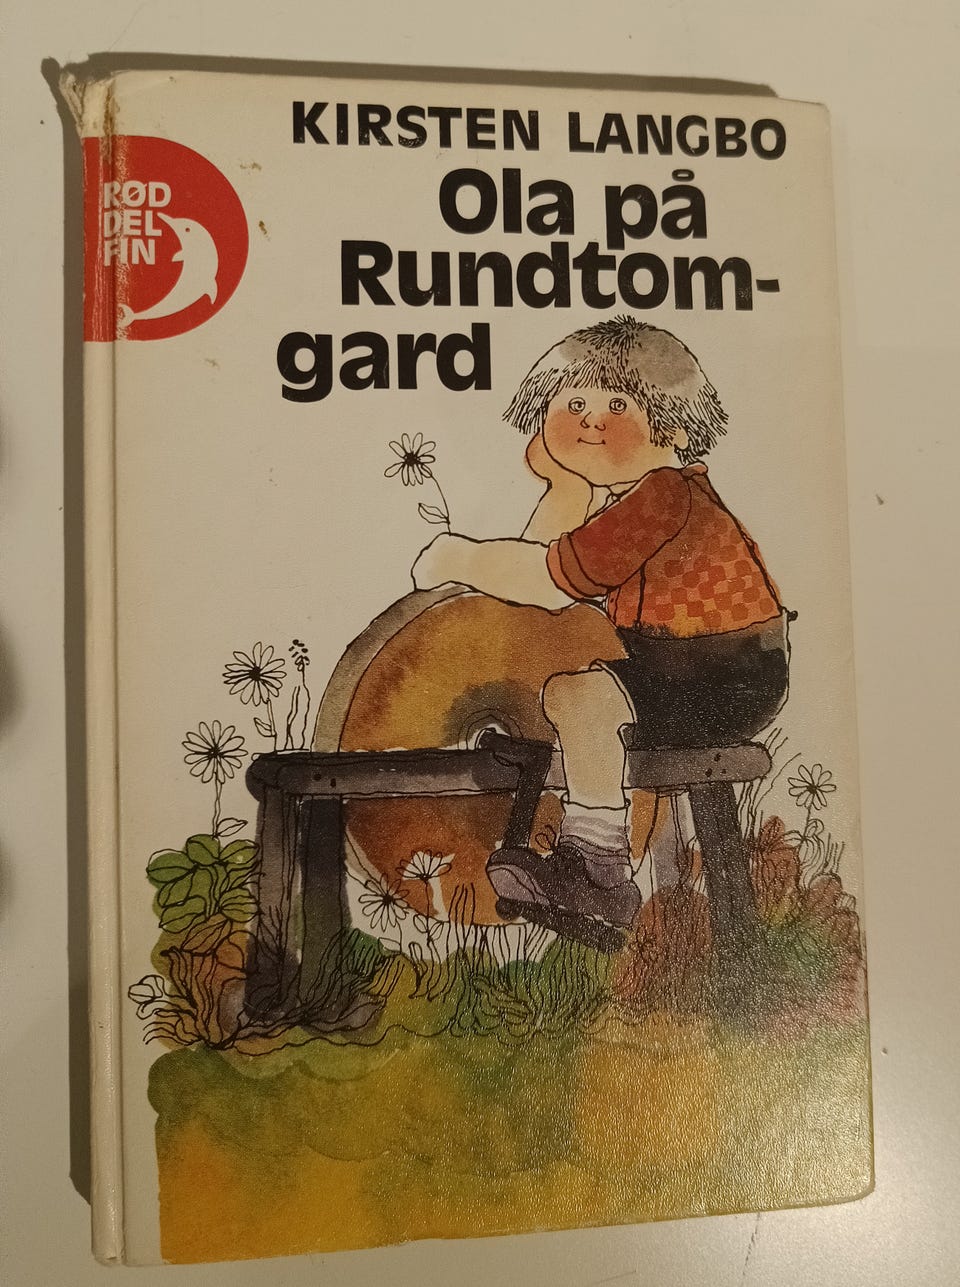 KIRSTEN LANGBO
Ola på
Rundtom-
gard
RØD
DEL
FIN